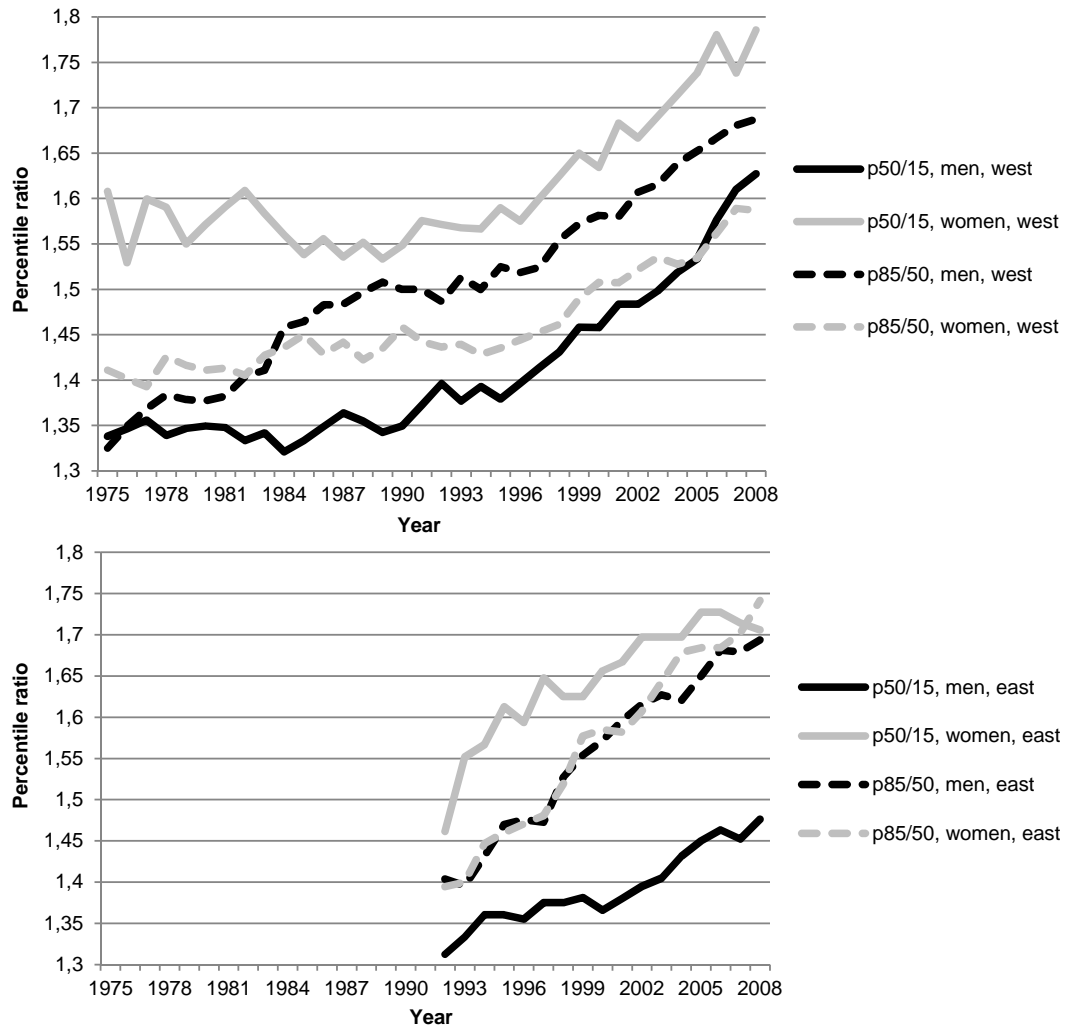 1,8
1,75
1,7
1,65
1,6
1,55
1,5
1,45
1,4
1,35
1,3
Percentile ratio
1975 1978 1981 1984 1987 1990 1993 1996 1999 2002 2005 2008
Year
p50/15, men, west
p50/15, women, west
p85/50, men, west
p85/50, women, west
1,8
1,75
1,7
1,65
1,6
1,55
1,5
1,45
1,4
1,35
1,3
Percentile ratio
1975 1978 1981 1984 1987 1990 1993 1996 1999 2002 2005 2008
Year
p50/15, men, east
p50/15, women, east
p85/50, men, east
p85/50, women, east